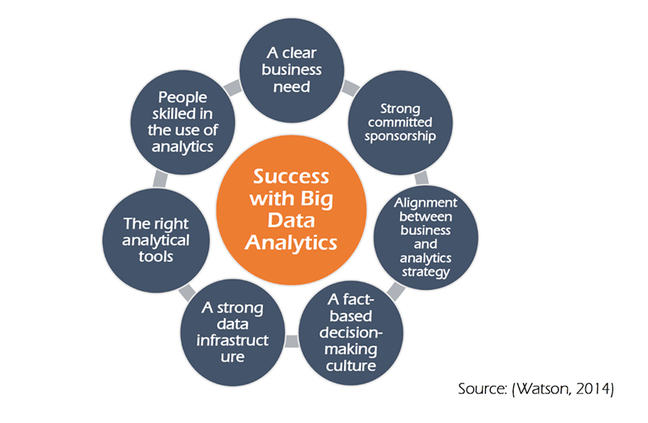 A clear
business
need
Strong
committed
sponsorship
Alignment
between
business
and
analytics
strategy
A fact-
based
decision-
making
culture
A strong
data
infrastruct
ure
The right
analytical
tools
People
skilled in
the use of
analytics
Success
with Big
Data
Analytics
Source: (Watson, 2014)